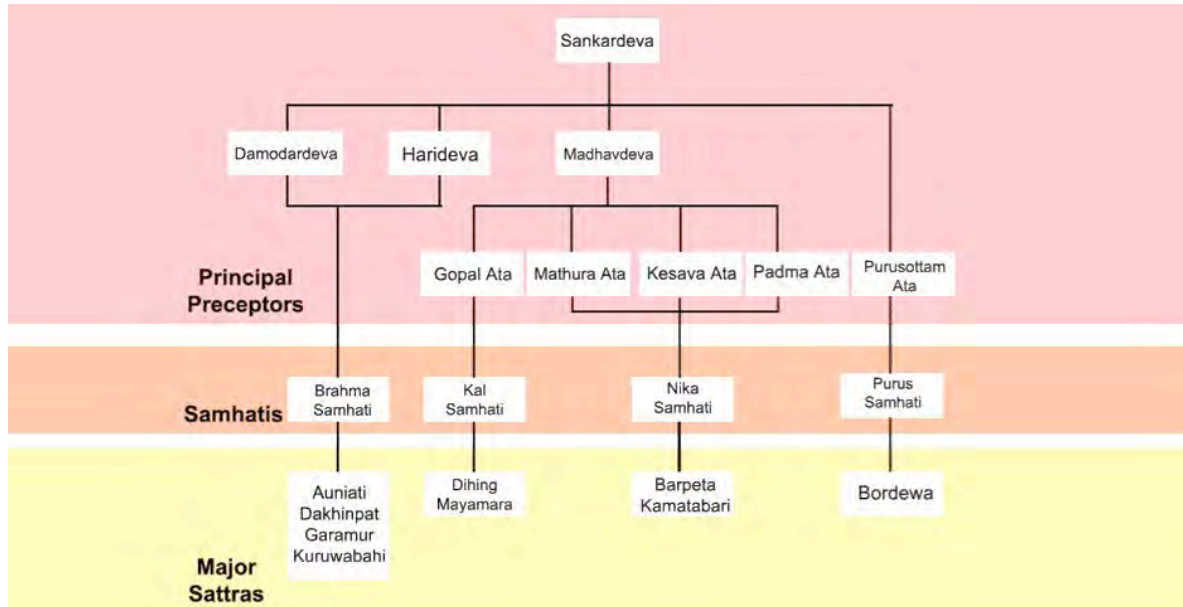 Sankardeva
Damodardeva
Harideva
Madhavdeva
Gopal Ata
Mathura Ata
Kesava Ata
Padma Ata
Purusottam
Ata
Principal
Preceptors
Samhatis
Brahma
Samhati
Kal
Samhati
Nika
Samhati
Purus
Samhati
Major
Sattras
Auniati
Dakhinpat
Garamur
Kuruwabahi
Dihing
Mayamara
Barpeta
Kamatabari
Bordewa